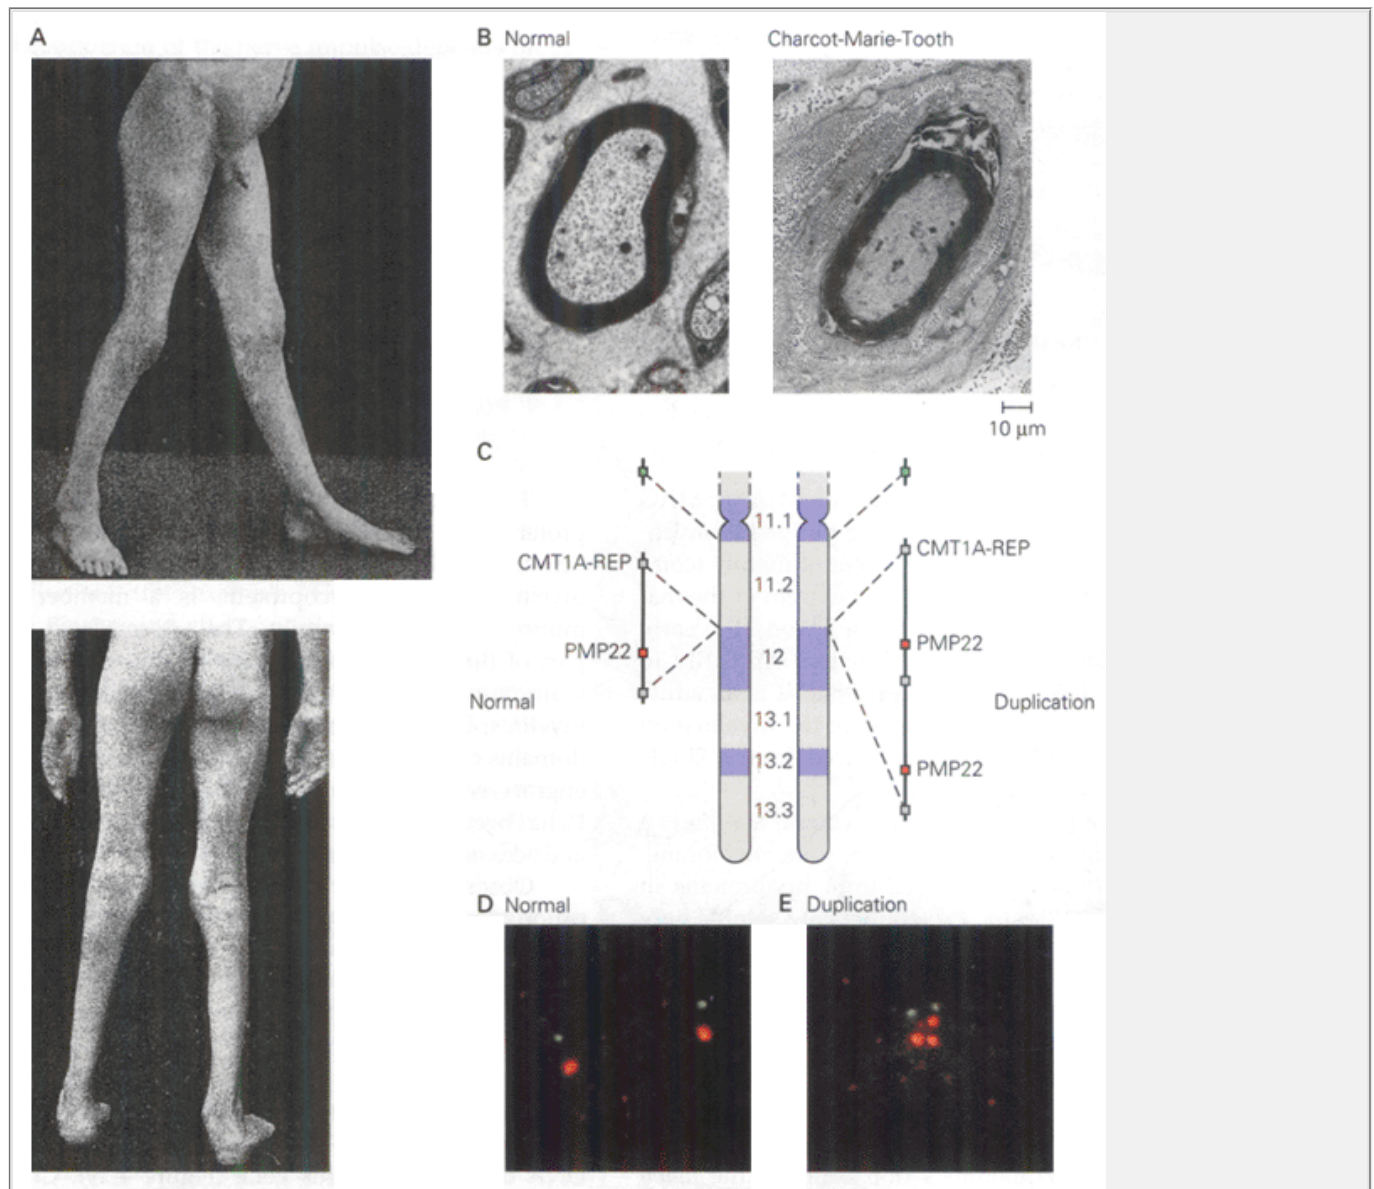 A
B Normal
Charcot-Marie-Tooth
10 µm
C
11.1
CMT1A-REP
CMT1A-REP
11.2
PMP22
PMP22
12
Normal
Duplication
13.1
13.2
PMP22
13.3
D Normal
E Duplication